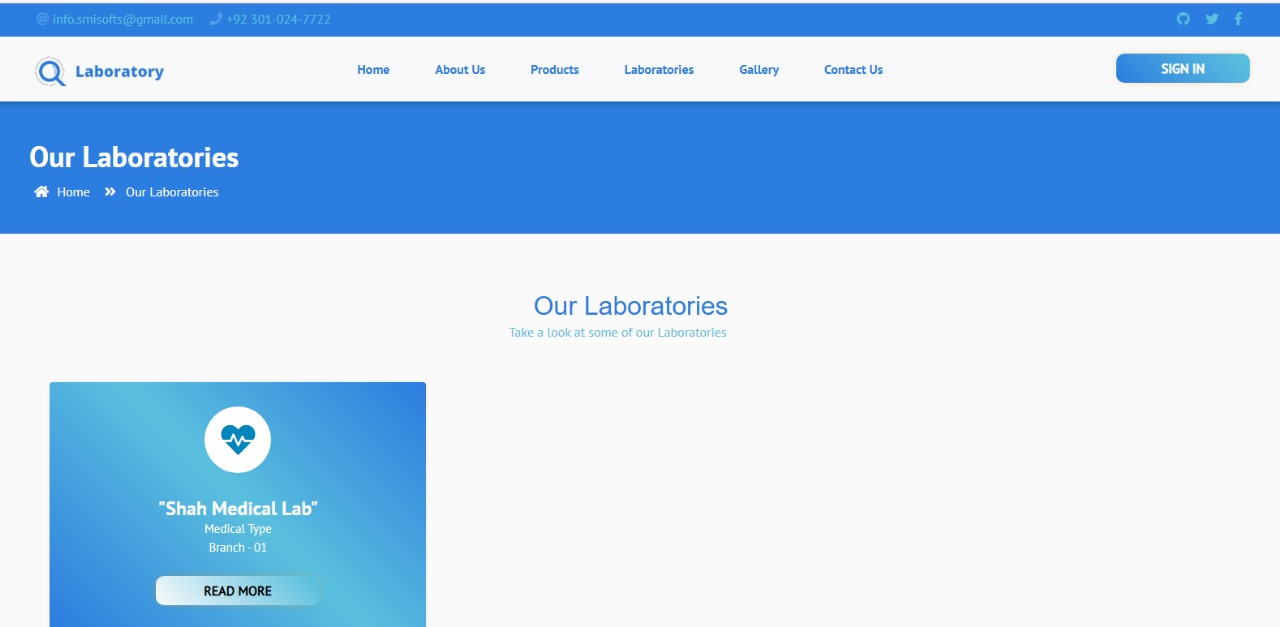 info.smisofts@gmail.com +92 301-024-7722
Laboratory Home About Us Products Laboratories Gallery Contact Us SIGN IN
Our Laboratories
Home Our Laboratories
Our Laboratories
Take a look at some of our Laboratories
"Shah Medical Lab"
Medical Type
Branch - 01
READ MORE